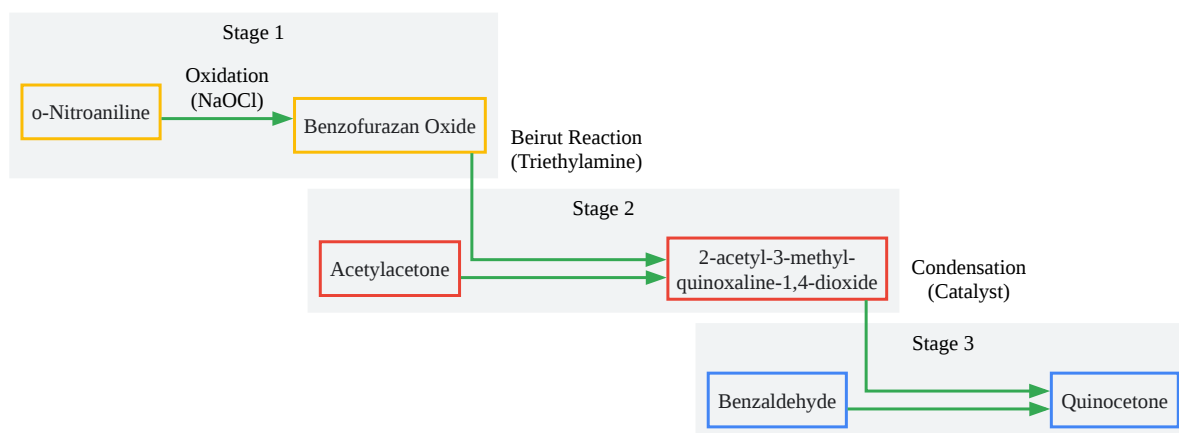 Stage 1
Oxidation
(NaOCl)
o-Nitroaniline
Benzofurazan Oxide
Beirut Reaction
(Triethylamine)
Stage 2
Acetylacetone
2-acetyl-3-methyl-
quinoxaline-1,4-dioxide
Condensation
(Catalyst)
Stage 3
Benzaldehyde
Quinocetone